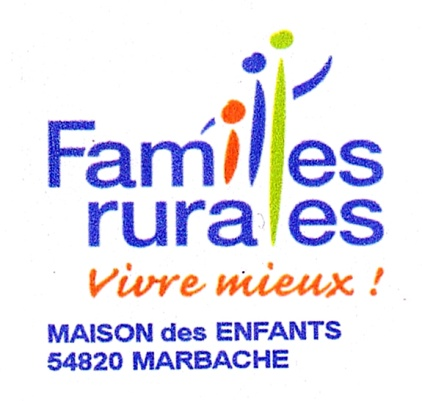 Familles
rurales
Vivre mieux !
MAISON des ENFANTS
54820 MARBACHE